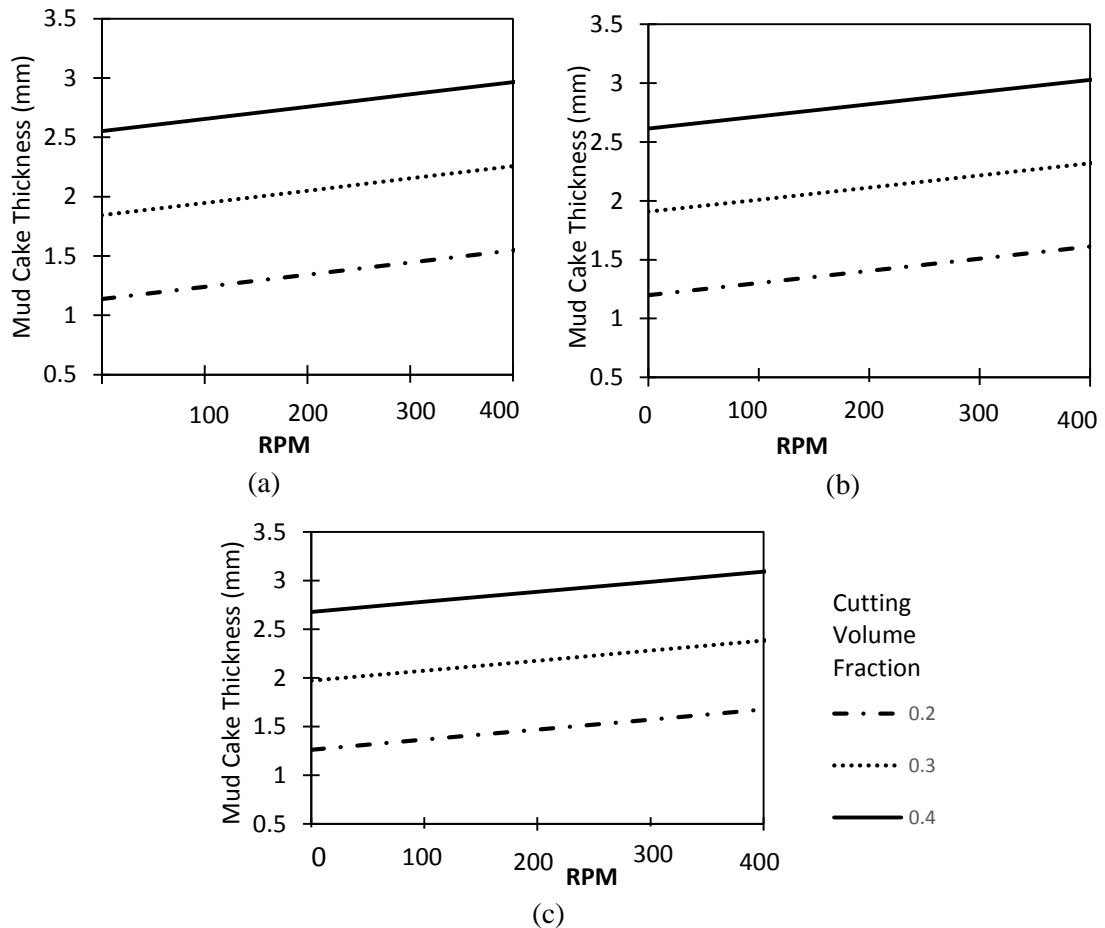 3.5
3
2.5
2
1.5
1
0.5
Mud Cake Thickness (mm)
100 200 300 400
RPM
(a)
3.5
3
2.5
2
1.5
1
0.5
Mud Cake Thickness (mm)
0 100 200 300 400
RPM
(b)
3.5
3
2.5
2
1.5
1
0.5
Mud Cake Thickness (mm)
0 100 200 300 400
RPM
(c)
Cutting
Volume
Fraction
0.2
0.3
0.4